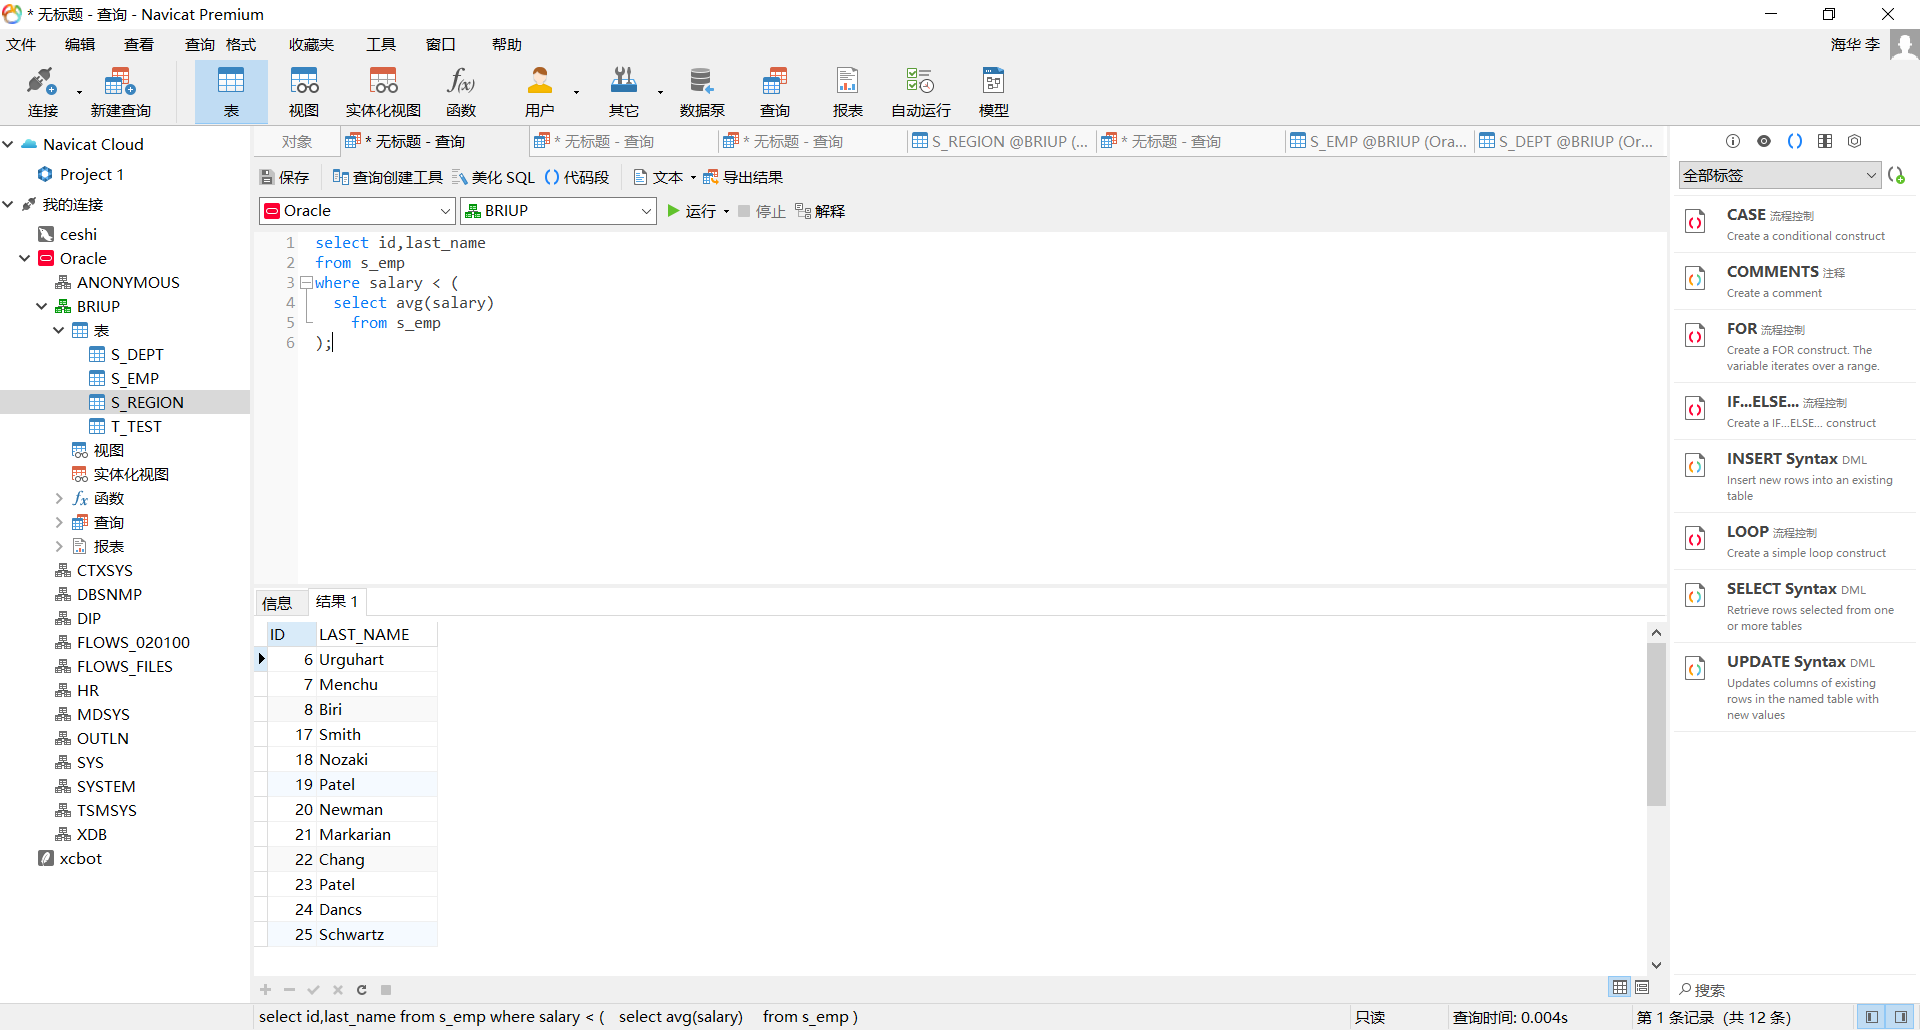 * 无标题 - 查询 - Navicat Premium
文件 编辑 查看 查询 格式 收藏夹 工具 窗口 帮助 海华 李
连接 新建查询 表 视图 实体化视图 函数 用户 其它 数据泵 查询 报表 自动运行 模型
Navicat Cloud
Project 1
我的连接
ceshi
Oracle
ANONYMOUS
BRIUP
表
S_DEPT
S_EMP
S_REGION
T_TEST
视图
实体化视图
函数
查询
报表
CTXSYS
DBSNMP
DIP
FLOWS_020100
FLOWS_FILES
HR
MDSYS
OUTLN
SYS
SYSTEM
TSMSYS
XDB
xcbot
对象 * 无标题 - 查询 * 无标题 - 查询 * 无标题 - 查询 S_REGION @BRIUP (... * 无标题 - 查询 S_EMP @BRIUP (Ora... S_DEPT @BRIUP (Or...
保存 查询创建工具 美化 SQL 代码段 文本 导出结果
Oracle BRIUP 运行 停止 解释
1 select id,last_name
2 from s_emp
3 where salary < (
4 select avg(salary)
5 from s_emp
6 );
信息 结果 1
ID LAST_NAME
6 Urguhart
7 Menchu
8 Biri
17 Smith
18 Nozaki
19 Patel
20 Newman
21 Markarian
22 Chang
23 Patel
24 Dancs
25 Schwartz
全部标签
CASE 流程控制
Create a conditional construct
COMMENTS 注释
Create a comment
FOR 流程控制
Create a FOR construct. The
variable iterates over a range.
IF...ELSE... 流程控制
Create a IF...ELSE... construct
INSERT Syntax DML
Insert new rows into an existing
table
LOOP 流程控制
Create a simple loop construct
SELECT Syntax DML
Retrieve rows selected from one
or more tables
UPDATE Syntax DML
Updates columns of existing
rows in the named table with
new values
搜索
select id,last_name from s_emp where salary < ( select avg(salary) from s_emp ) 只读 查询时间: 0.004s 第 1 条记录 (共 12 条)